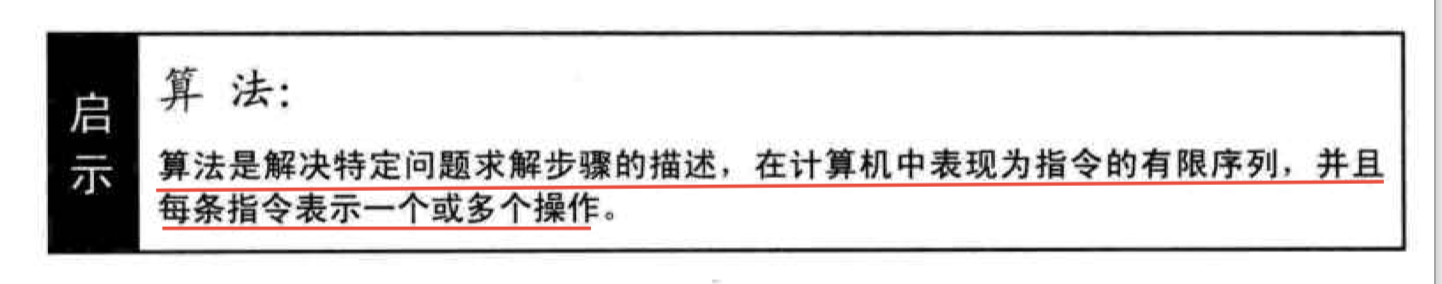 启示
算 法：
算法是解决特定问题求解步骤的描述，在计算机中表现为指令的有限序列，并且
每条指令表示一个或多个操作。